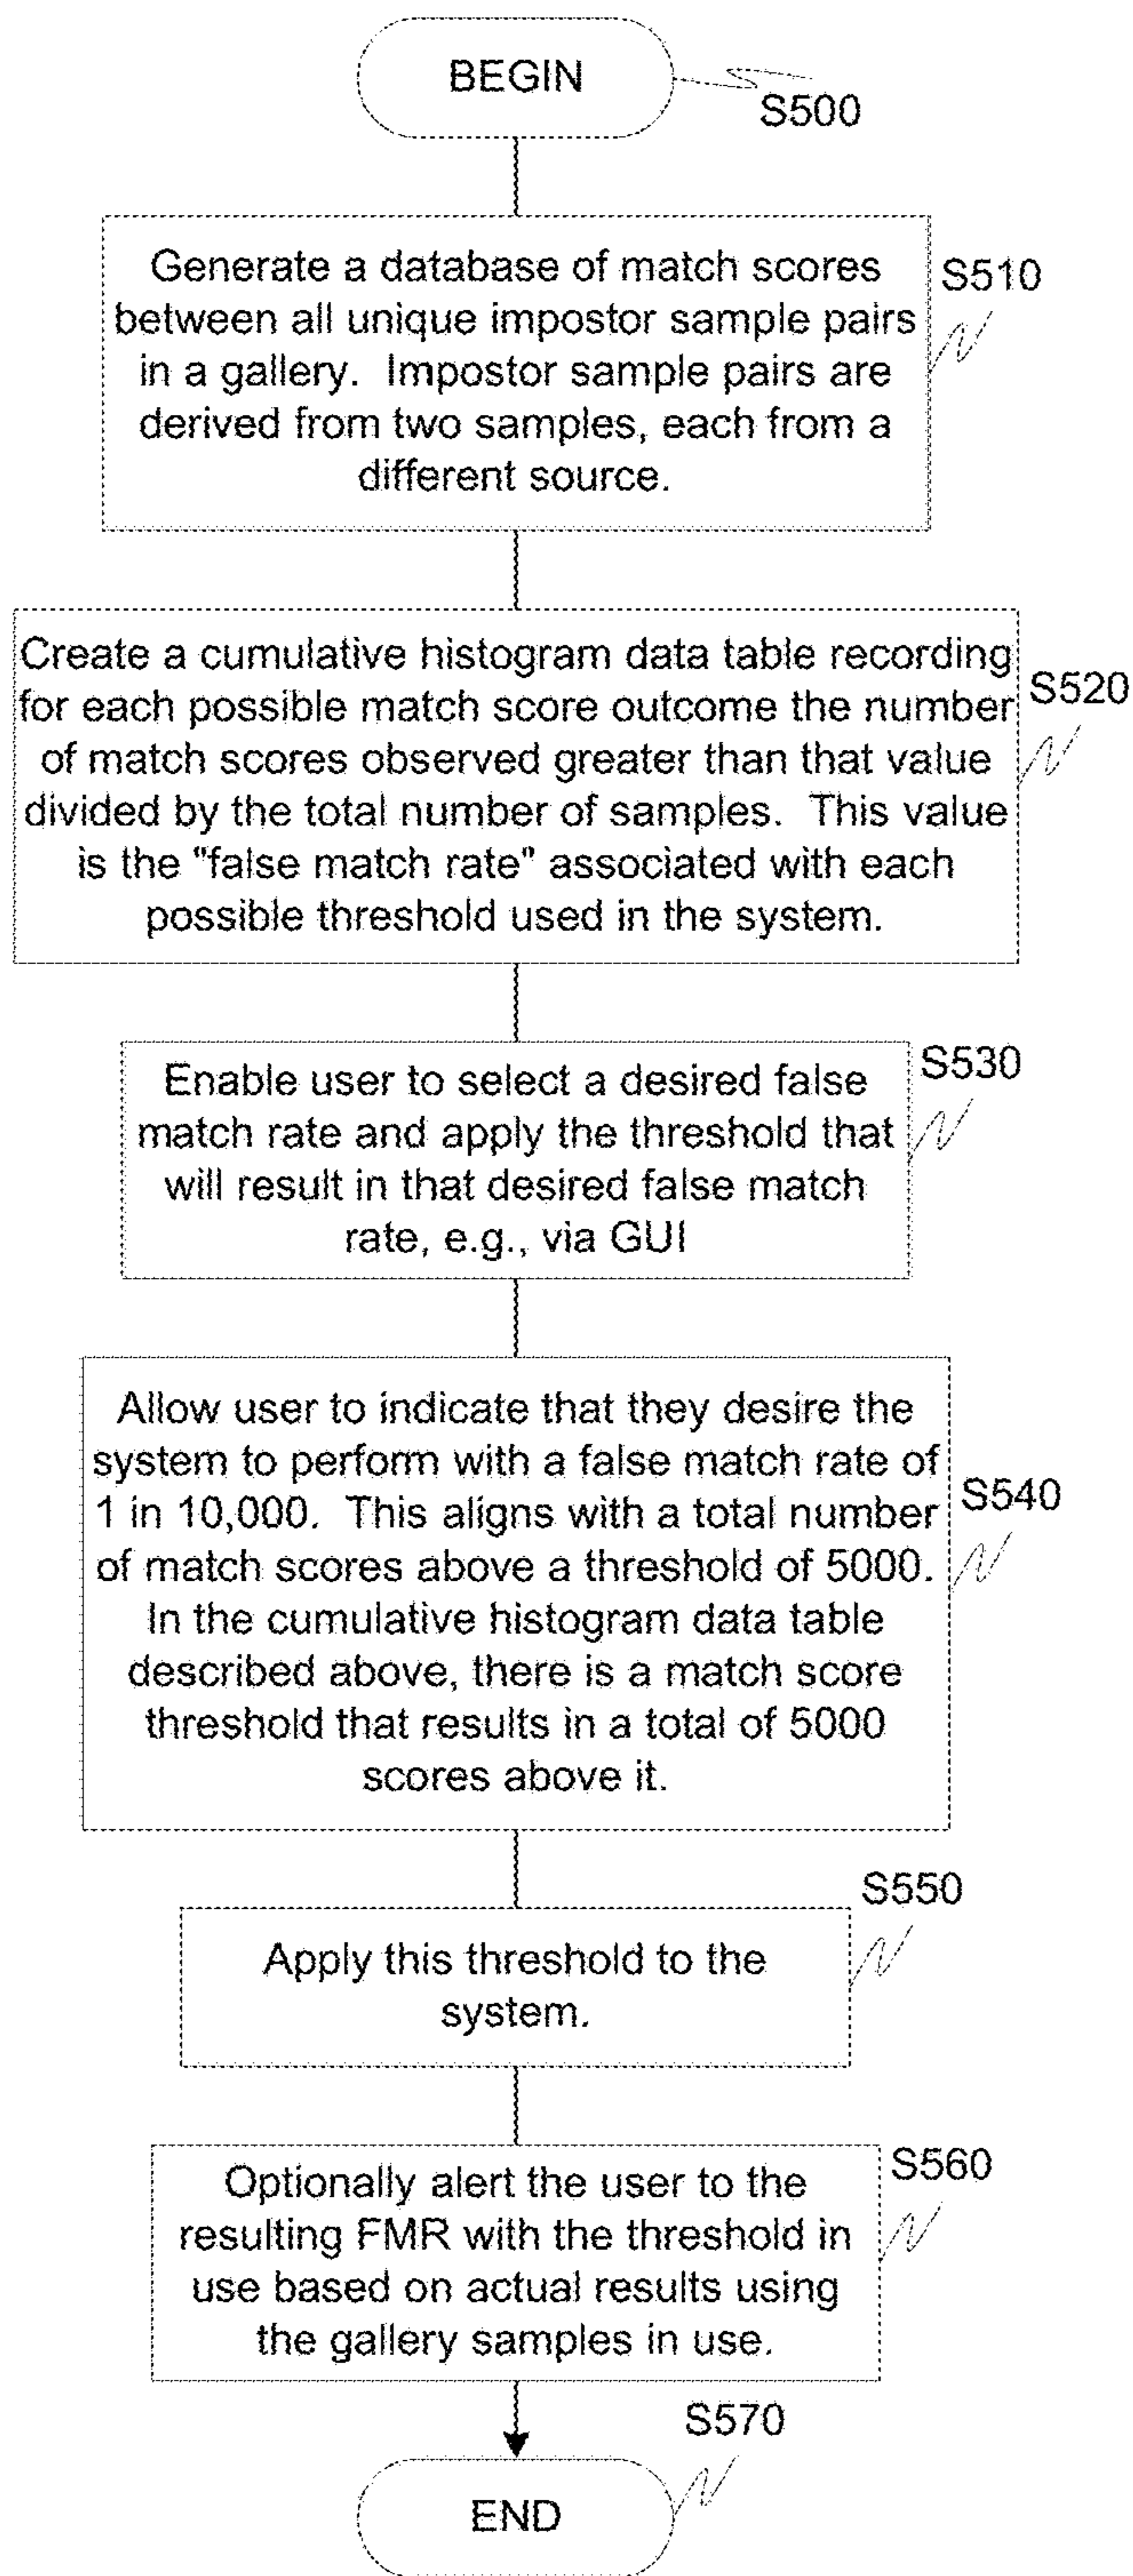 BEGIN
S500
Generate a database of match scores
between all unique impostor sample pairs
in a gallery. Impostor sample pairs are
derived from two samples, each from a
different source.
S510
Create a cumulative histogram data table recording
for each possible match score outcome the number
of match scores observed greater than that value
divided by the total number of samples. This value
is the "false match rate" associated with each
possible threshold used in the system.
S520
Enable user to select a desired false
match rate and apply the threshold that
will result in that desired false match
rate, e.g., via GUI
S530
Allow user to indicate that they desire the
system to perform with a false match rate of
1 in 10,000. This aligns with a total number
of match scores above a threshold of 5000.
In the cumulative histogram data table
described above, there is a match score
threshold that results in a total of 5000
scores above it.
S540
Apply this threshold to the
system.
S550
Optionally alert the user to the
resulting FMR with the threshold in
use based on actual results using
the gallery samples in use.
S560
S570
END